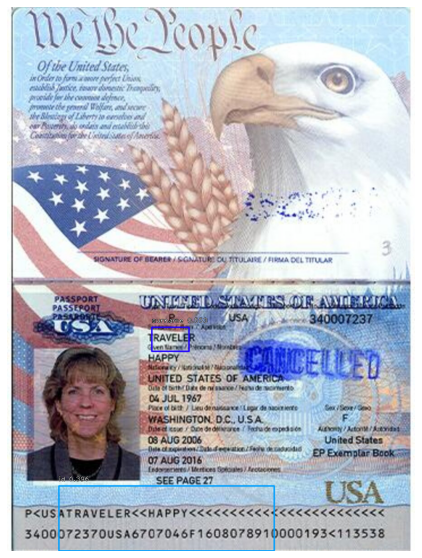 We the People
Of the United States,
in Order to form a more perfect Union,
establish Justice, insure domestic Tranquility,
provide for the common defence,
promote the general Welfare, and secure
the Blessings of Liberty to ourselves and
our Posterity, do ordain and establish this
Constitution for the United States of America.
SIGNATURE OF BEARER / SIGNATURE DU TITULAIRE / FIRMA DEL TITULAR
3
PASSPORT
PASSEPORT
PASAPORTE
USA
UNITED STATES OF AMERICA
P USA 340007237
TRAVELER
Given Names / Prénoms / Nombres
HAPPY
CANCELLED
Nationality / Nationalité / Nacionalidad
UNITED STATES OF AMERICA
Date of birth / Date de naissance / Fecha de nacimiento
04 JUL 1967
Place of birth / Lieu de naissance / Lugar de nacimiento Sex / Sexe / Sexo
WASHINGTON, D.C., U.S.A. F
Date of issue / Date de délivrance / Fecha de expedición Authority / Autorité / Autoridad
08 AUG 2006 United States
Date of expiration / Date d'expiration / Fecha de caducidad EP Exemplar Book
07 AUG 2016
Endorsements / Mentions Spéciales / Anotaciones
SEE PAGE 27
USA
P<USATRAVELER<<HAPPY<<<<<<<<<<<<<<<<<<<<<<<<
3400072370USA6707046F1608078910000193<113538